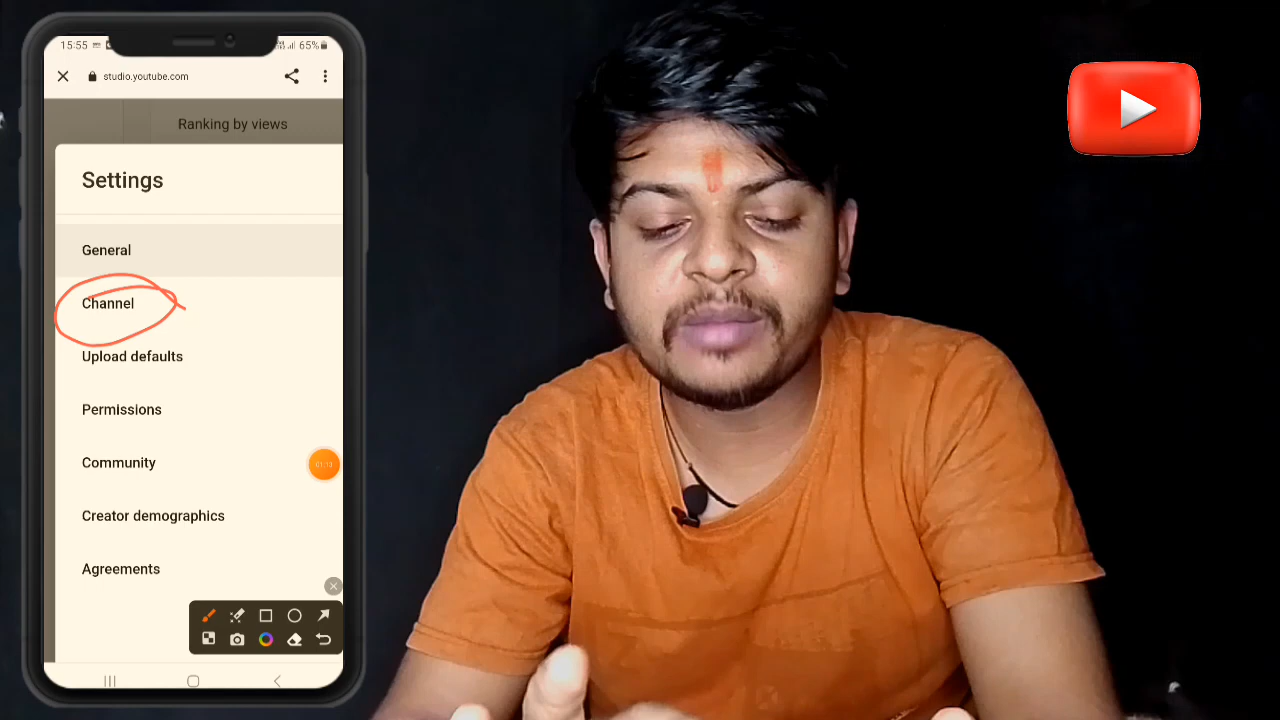 15:55 65%
studio.youtube.com
Ranking by views
Settings
General
Channel
Upload defaults
Permissions
Community
Creator demographics
Agreements